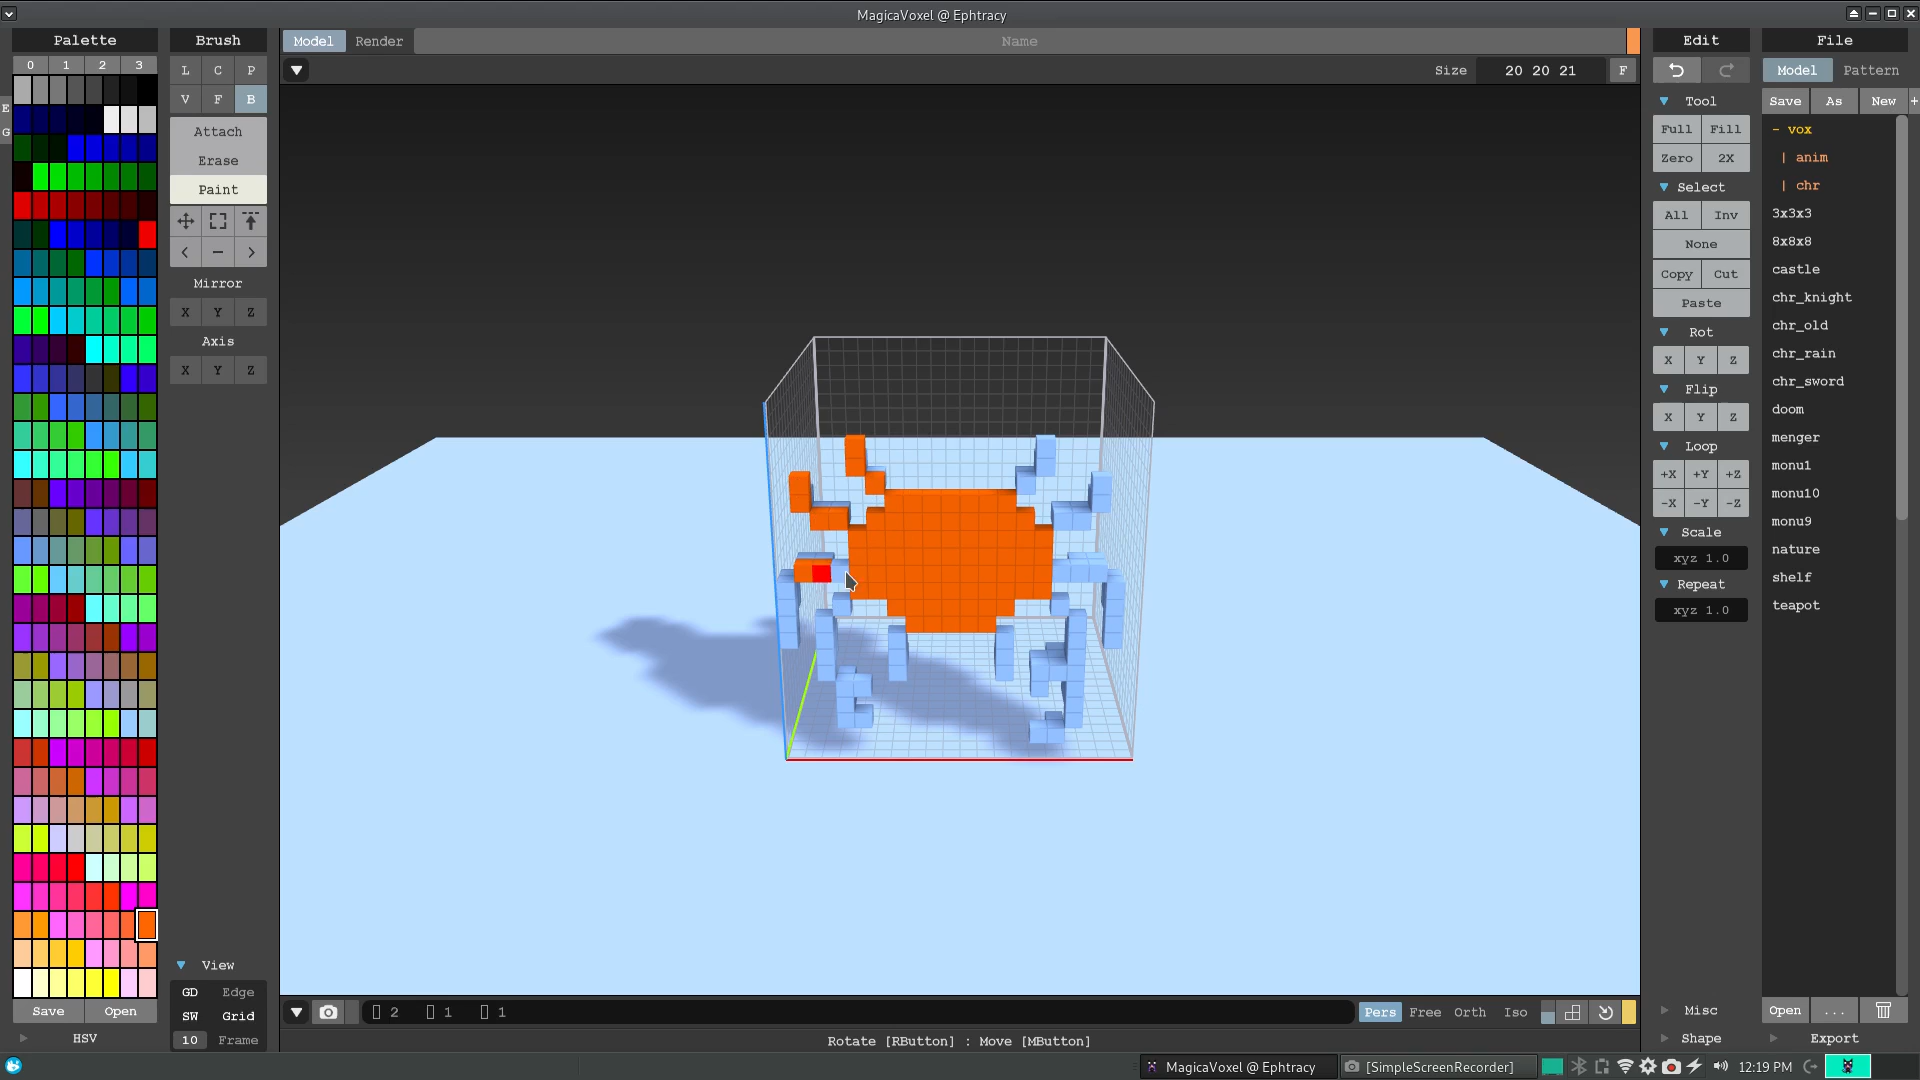 MagicaVoxel @ Ephtracy
Palette
0 1 2 3
E
G
Save Open
HSV
Brush
L C P
V F B
Attach
Erase
Paint
Mirror
X Y Z
Axis
X Y Z
View
GD Edge
SW Grid
10 Frame
Model Render Name
Size 20 20 21 F
2 1 1
Pers Free Orth Iso
Rotate [RButton] : Move [MButton]
Edit
Tool
Full Fill
Zero 2X
Select
All Inv
None
Copy Cut
Paste
Rot
X Y Z
Flip
X Y Z
Loop
+X +Y +Z
-X -Y -Z
Scale
xyz 1.0
Repeat
xyz 1.0
Misc
Shape
File
Model Pattern
Save As New +
- vox
| anim
| chr
3x3x3
8x8x8
castle
chr_knight
chr_old
chr_rain
chr_sword
doom
menger
monu1
monu10
monu9
nature
shelf
teapot
Open ...
Export
MagicaVoxel @ Ephtracy
[SimpleScreenRecorder]
12:19 PM